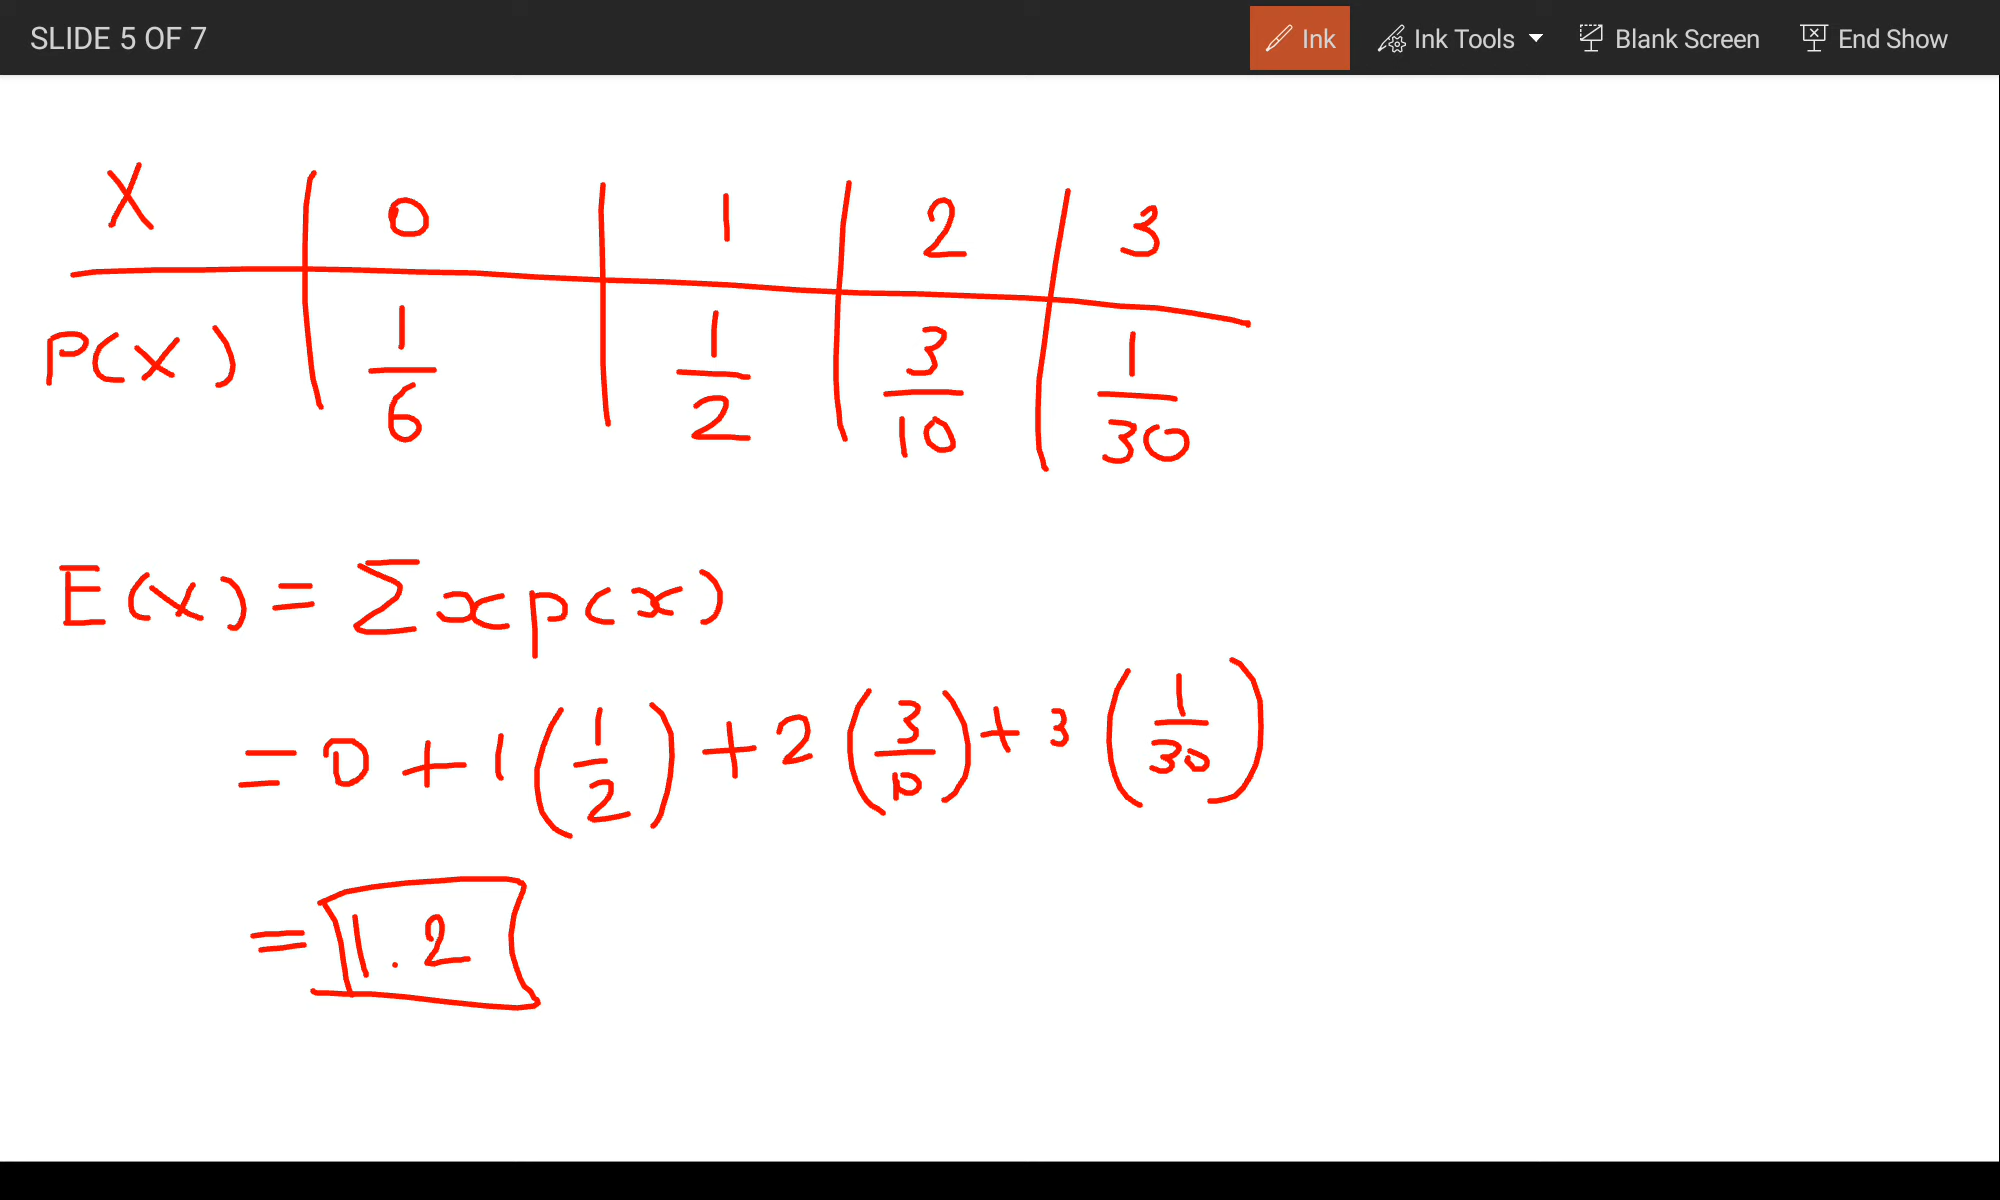 SLIDE 5 OF 7 Ink Ink Tools Blank Screen End Show
X 0 1 2 3
P(X) 1/6 1/2 3/10 1/30
E(X) = Σ x p(x)
= 0 + 1(1/2) + 2(3/10) + 3(1/30)
= 1.2